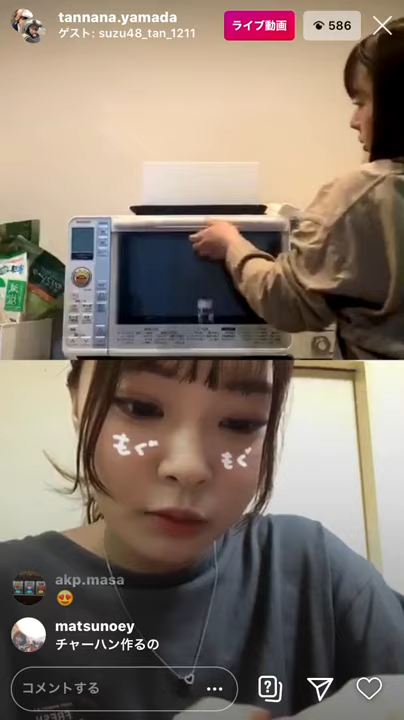 tannana.yamada
ゲスト: suzu48_tan_1211
ライブ動画
586
もぐ
もぐ
akp.masa
😍
matsunoey
チャーハン作るの
コメントする